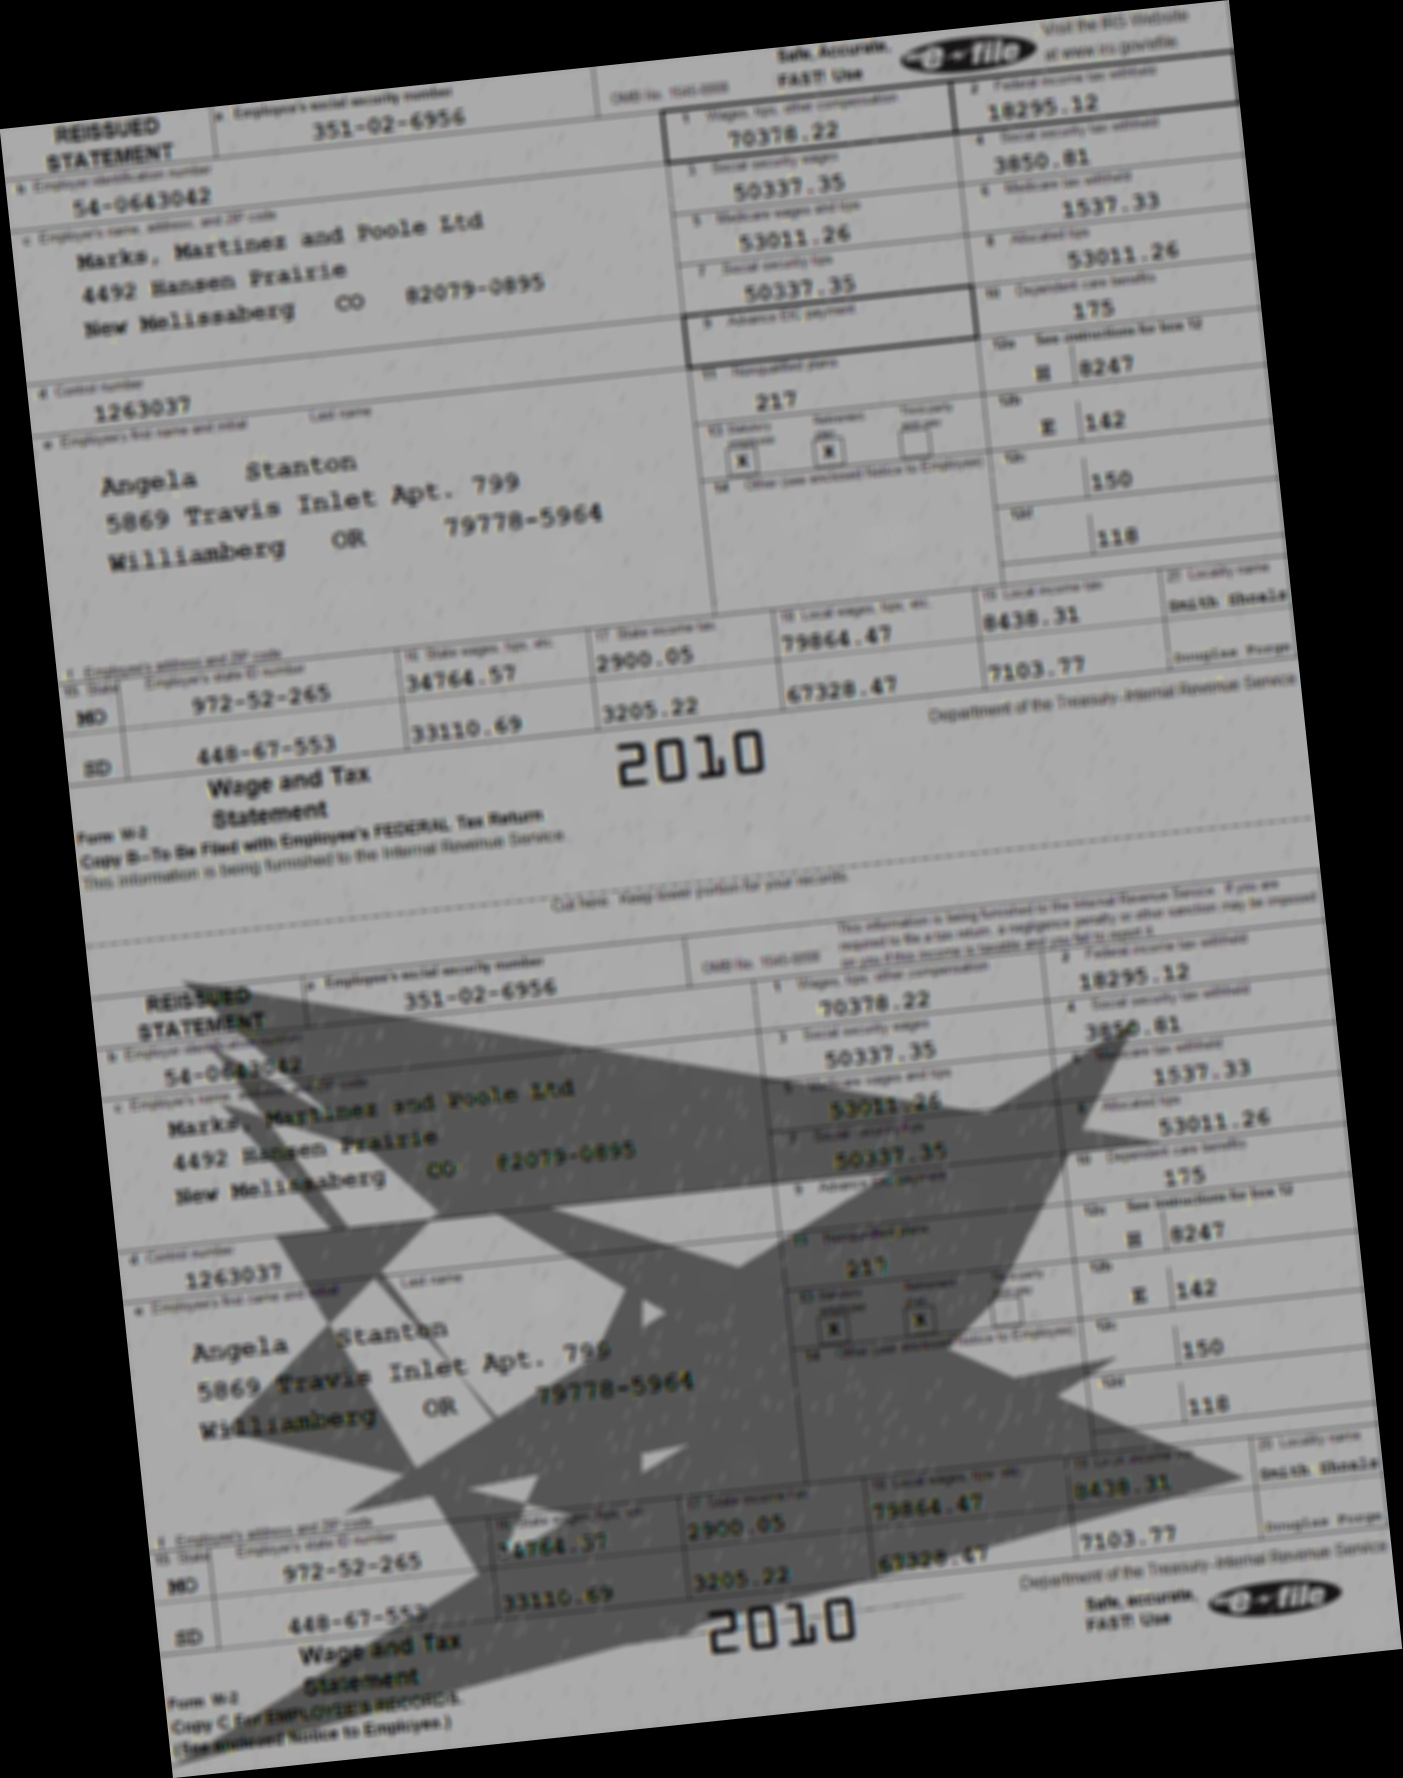 Visit the IRS Website
Safe, Accurate,
FAST! Use
e-file
at www.irs.gov/efile
REISSUED
STATEMENT
a Employee's social security number
351-02-6956
OMB No. 1545-0008
1 Wages, tips, other compensation
70378.22
2 Federal income tax withheld
18295.12
b Employer identification number
54-0643042
3 Social security wages
50337.35
4 Social security tax withheld
3850.81
c Employer's name, address, and ZIP code
Marks, Martinez and Poole Ltd
4492 Hansen Prairie
New Melissaberg CO 82079-0895
5 Medicare wages and tips
53011.26
6 Medicare tax withheld
1537.33
7 Social security tips
50337.35
8 Allocated tips
53011.26
9 Advance EIC payment
10 Dependent care benefits
175
d Control number
1263037
11 Nonqualified plans
217
12a See instructions for box 12
H 8247
e Employee's first name and initial Last name
Angela Stanton
5869 Travis Inlet Apt. 799
Williamberg OR 79778-5964
13 Statutory employee
X
Retirement plan
X
Third-party sick pay
12b
E 142
14 Other (see enclosed Notice to Employee)
12c
150
12d
118
f Employee's address and ZIP code
15 State Employer's state ID number
16 State wages, tips, etc.
17 State income tax
18 Local wages, tips, etc.
19 Local income tax
20 Locality name
MO 972-52-265 34764.57 2900.05 79864.47 8438.31 Smith Shoals
SD 448-67-553 33110.69 3205.22 67328.47 7103.77 Douglas
Wage and Tax
Statement
2010
Department of the Treasury-Internal Revenue Service
Form W-2
Copy B-To Be Filed with Employee's FEDERAL Tax Return
This information is being furnished to the Internal Revenue Service.
Cut here. Keep lower portion for your records.
This information is being furnished to the Internal Revenue Service. If you are
required to file a tax return, a negligence penalty or other sanction may be imposed
on you if this income is taxable and you fail to report it.
REISSUED
STATEMENT
a Employee's social security number
351-02-6956
OMB No. 1545-0008
1 Wages, tips, other compensation
70378.22
2 Federal income tax withheld
18295.12
b Employer identification number
54-0643042
3 Social security wages
50337.35
4 Social security tax withheld
3850.81
c Employer's name, address, and ZIP code
Marks, Martinez and Poole Ltd
4492 Hansen Prairie
New Melissaberg CO 82079-0895
5 Medicare wages and tips
53011.26
6 Medicare tax withheld
1537.33
7 Social security tips
50337.35
8 Allocated tips
53011.26
9 Advance EIC payment
10 Dependent care benefits
175
d Control number
1263037
11 Nonqualified plans
217
12a See instructions for box 12
H 8247
e Employee's first name and initial Last name
Angela Stanton
5869 Travis Inlet Apt. 799
Williamberg OR 79778-5964
13 Statutory employee
X
Retirement plan
X
Third-party sick pay
12b
E 142
14 Other (see enclosed Notice to Employee)
12c
150
12d
118
f Employee's address and ZIP code
15 State Employer's state ID number
16 State wages, tips, etc.
17 State income tax
18 Local wages, tips, etc.
19 Local income tax
20 Locality name
MO 972-52-265 34764.57 2900.05 79864.47 8438.31 Smith Shoals
SD 448-67-553 33110.69 3205.22 67328.47 7103.77 Douglas
Wage and Tax
Statement
2010
Department of the Treasury-Internal Revenue Service
Safe, accurate,
FAST! Use
e-file
Form W-2
Copy C For EMPLOYEE'S RECORDS.
(See enclosed Notice to Employee.)